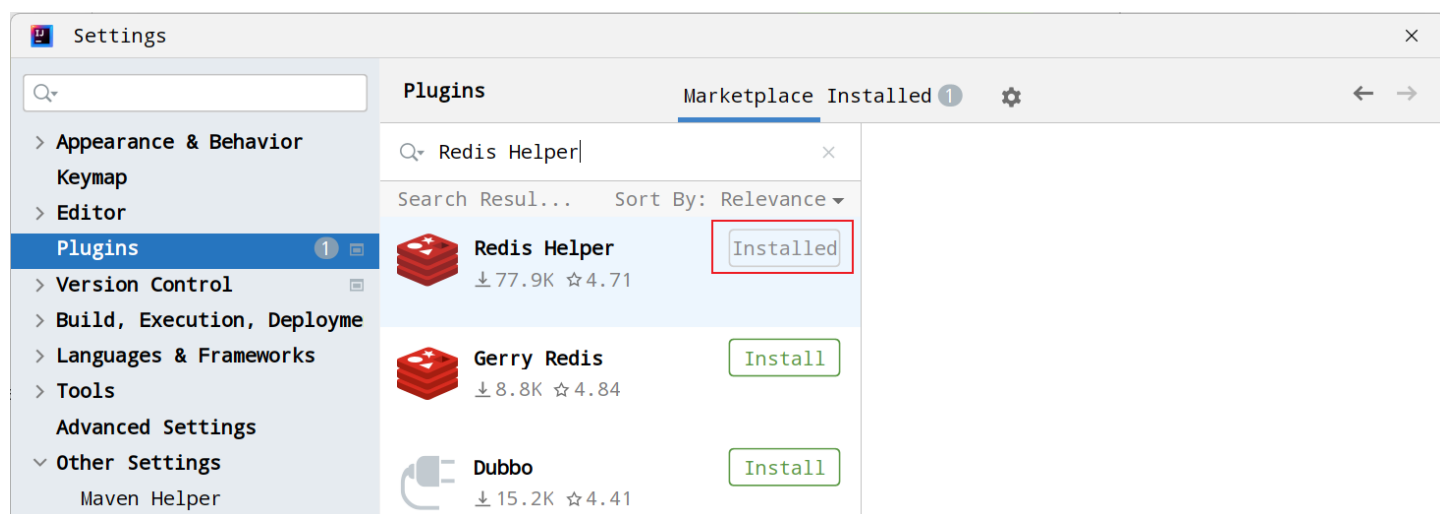 Settings
Plugins
Marketplace Installed 1
Appearance & Behavior
Keymap
Editor
Plugins 1
Version Control
Build, Execution, Deployme
Languages & Frameworks
Tools
Advanced Settings
Other Settings
Maven Helper
Redis Helper
Search Resul... Sort By: Relevance
Redis Helper Installed
77.9K 4.71
Gerry Redis Install
8.8K 4.84
Dubbo Install
15.2K 4.41